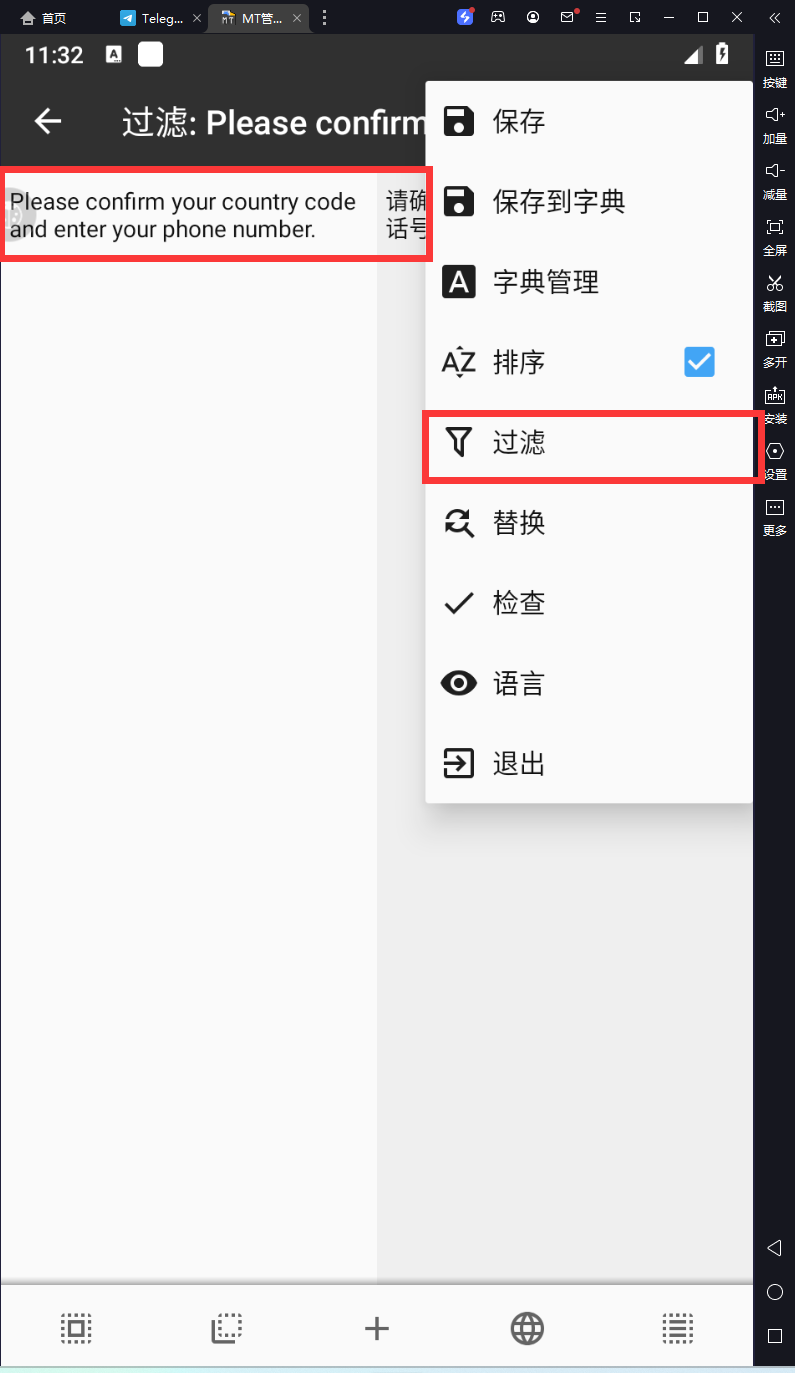 首页
Teleg...
MT管...
11:32
过滤: Please confirm
Please confirm your country code
and enter your phone number.
请确
话号
保存
保存到字典
字典管理
排序
过滤
替换
检查
语言
退出
按键
加量
减量
全屏
截图
多开
安装
设置
更多